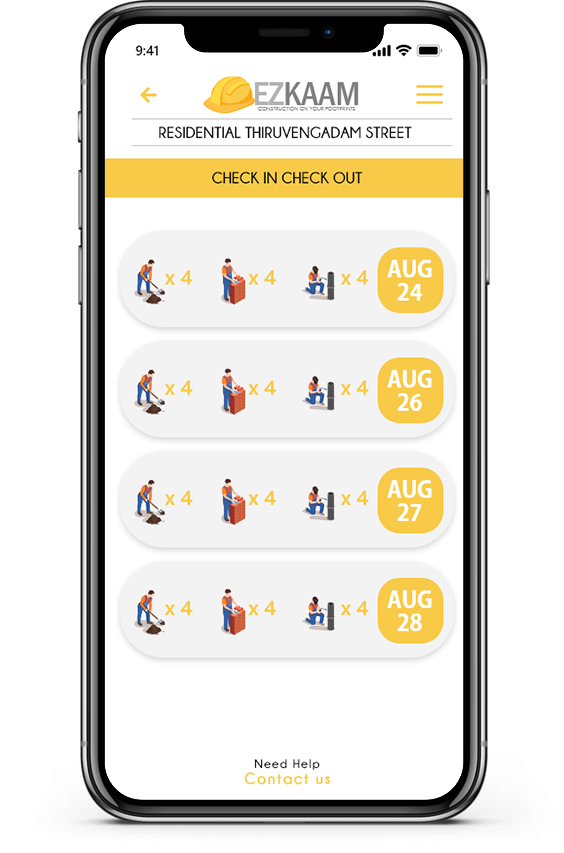 9:41
EZKAAM
CONSTRUCTION ON YOUR FOOTPRINTS
RESIDENTIAL THIRUVENGADAM STREET
CHECK IN CHECK OUT
x 4 x 4 x 4 AUG
24
x 4 x 4 x 4 AUG
26
x 4 x 4 x 4 AUG
27
x 4 x 4 x 4 AUG
28
Need Help
Contact us